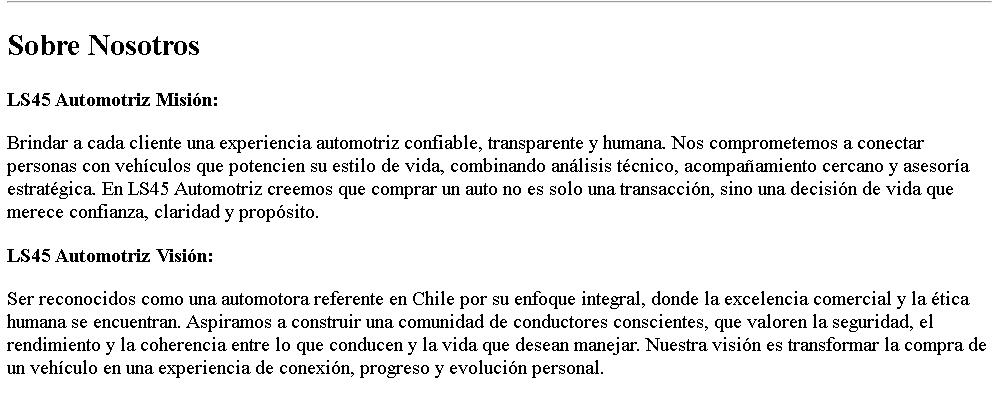 Sobre Nosotros
LS45 Automotriz Misión:
Brindar a cada cliente una experiencia automotriz confiable, transparente y humana. Nos comprometemos a conectar
personas con vehículos que potencien su estilo de vida, combinando análisis técnico, acompañamiento cercano y asesoría
estratégica. En LS45 Automotriz creemos que comprar un auto no es solo una transacción, sino una decisión de vida que
merece confianza, claridad y propósito.
LS45 Automotriz Visión:
Ser reconocidos como una automotora referente en Chile por su enfoque integral, donde la excelencia comercial y la ética
humana se encuentran. Aspiramos a construir una comunidad de conductores conscientes, que valoren la seguridad, el
rendimiento y la coherencia entre lo que conducen y la vida que desean manejar. Nuestra visión es transformar la compra de
un vehículo en una experiencia de conexión, progreso y evolución personal.